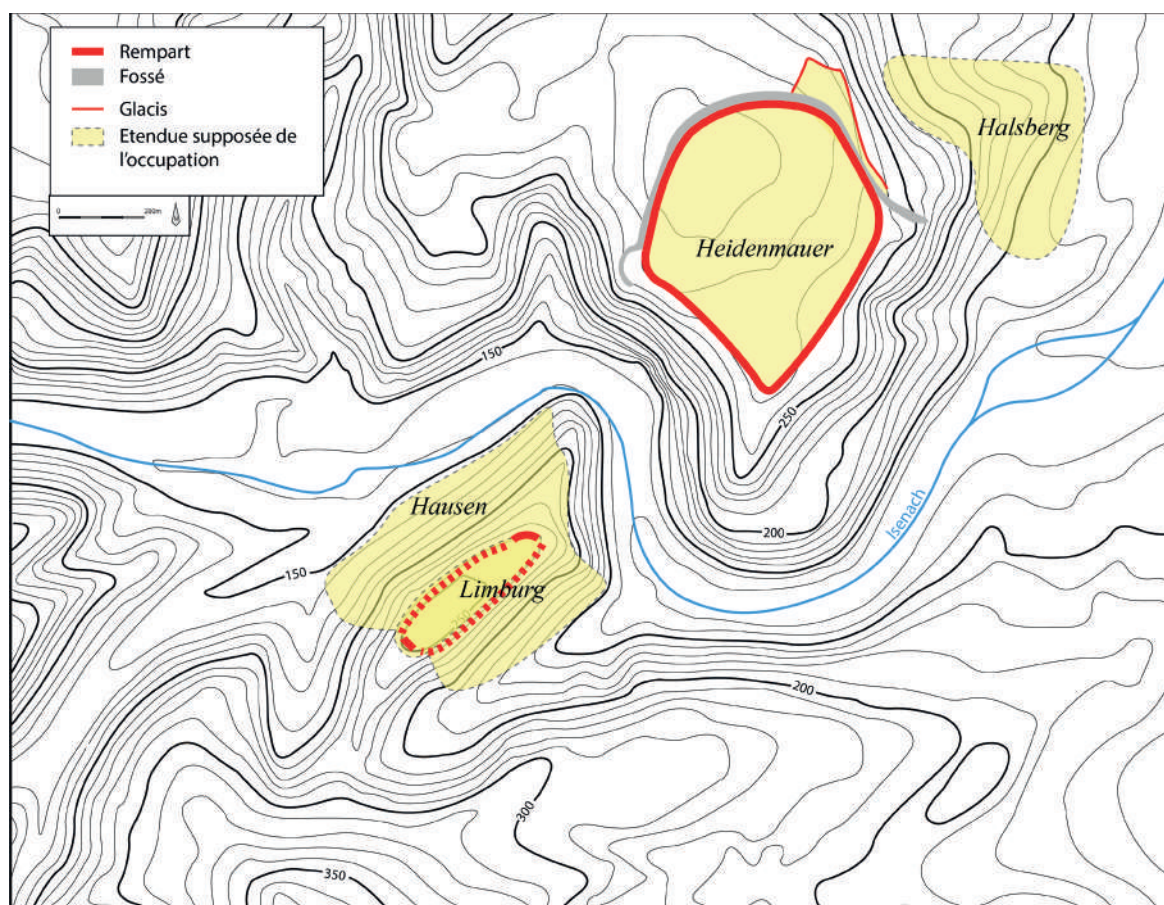 Rempart
Fossé
Glacis
Etendue supposée de
l'occupation
0 200m
Halsberg
Heidenmauer
150
250
Isenach
Hausen
200
150
Limburg
200
300
350